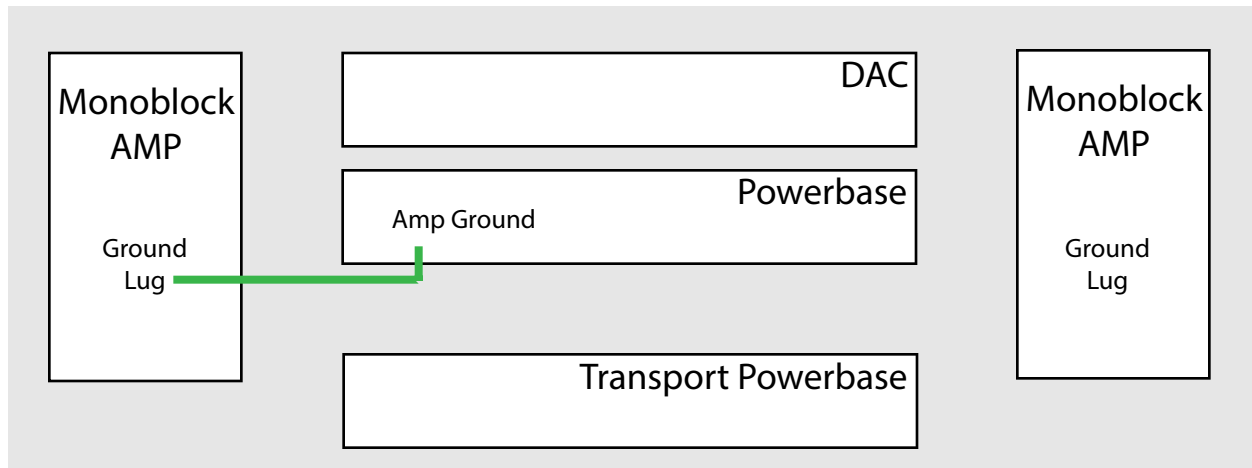 Monoblock
AMP
Ground
Lug
DAC
Powerbase
Amp Ground
Transport Powerbase
Monoblock
AMP
Ground
Lug